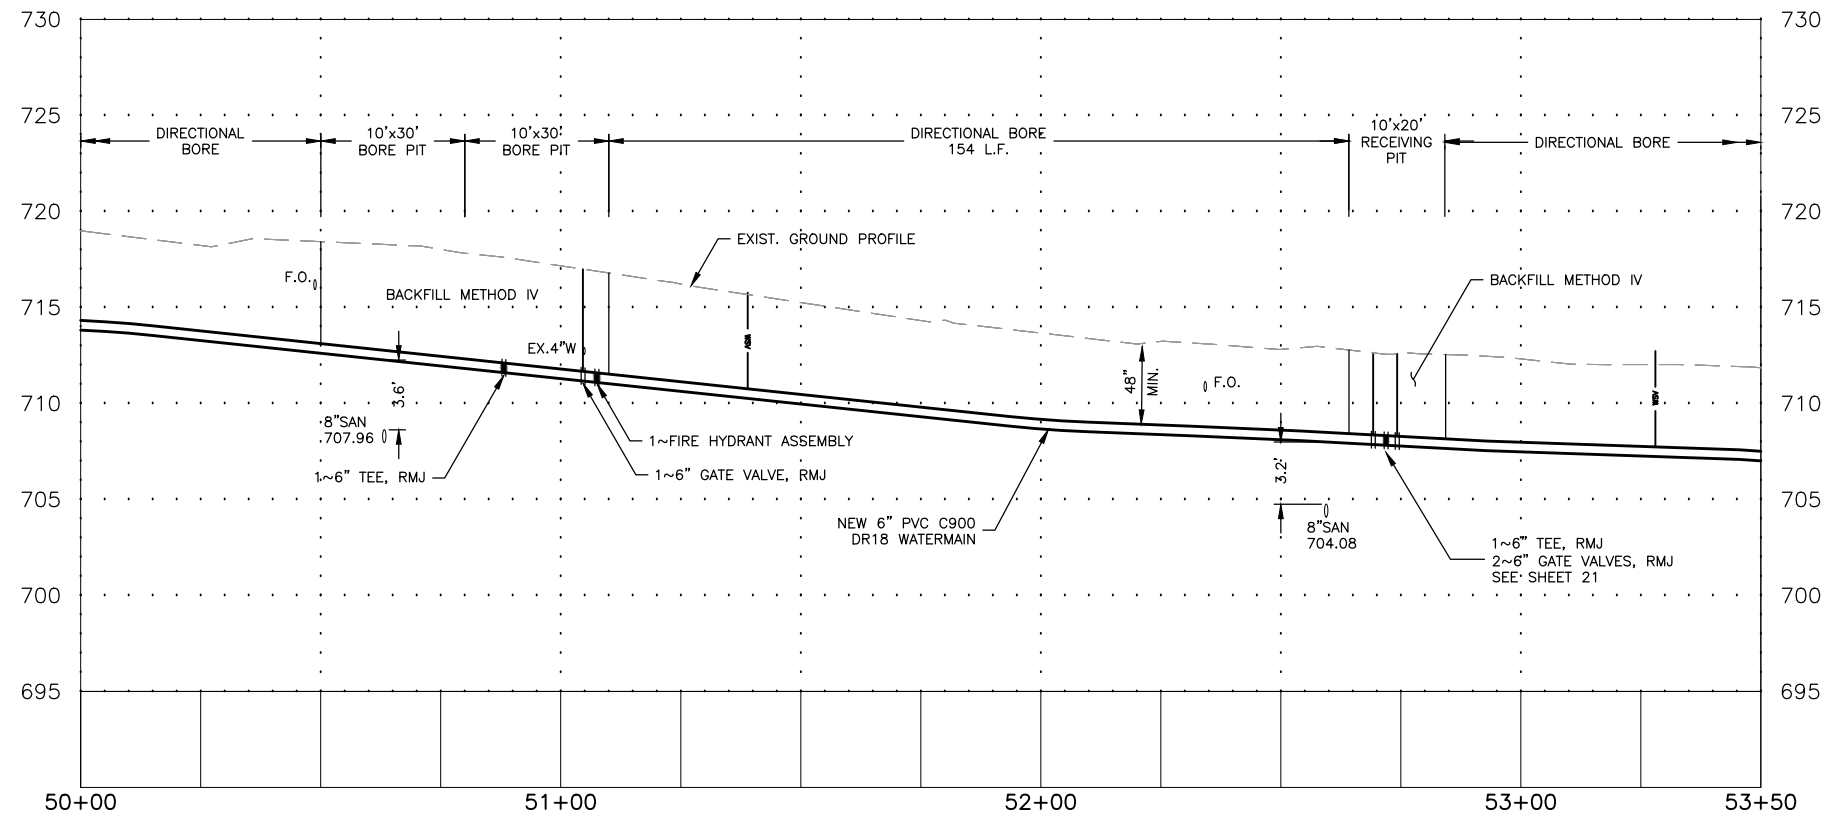 730
730
725
725
DIRECTIONAL
BORE
10'x30'
BORE PIT
10'x30'
BORE PIT
DIRECTIONAL BORE
154 L.F.
10'x20'
RECEIVING
PIT
DIRECTIONAL BORE
720
720
EXIST. GROUND PROFILE
F.O.
BACKFILL METHOD IV
BACKFILL METHOD IV
715
715
WSV
EX.4"W
48"
MIN.
F.O.
WSV
710
710
3.6'
8"SAN
707.96
1~FIRE HYDRANT ASSEMBLY
1~6" TEE, RMJ
1~6" GATE VALVE, RMJ
3.2'
705
705
NEW 6" PVC C900
DR18 WATERMAIN
8"SAN
704.08
1~6" TEE, RMJ
2~6" GATE VALVES, RMJ
SEE SHEET 21
700
700
695
695
50+00
51+00
52+00
53+00
53+50